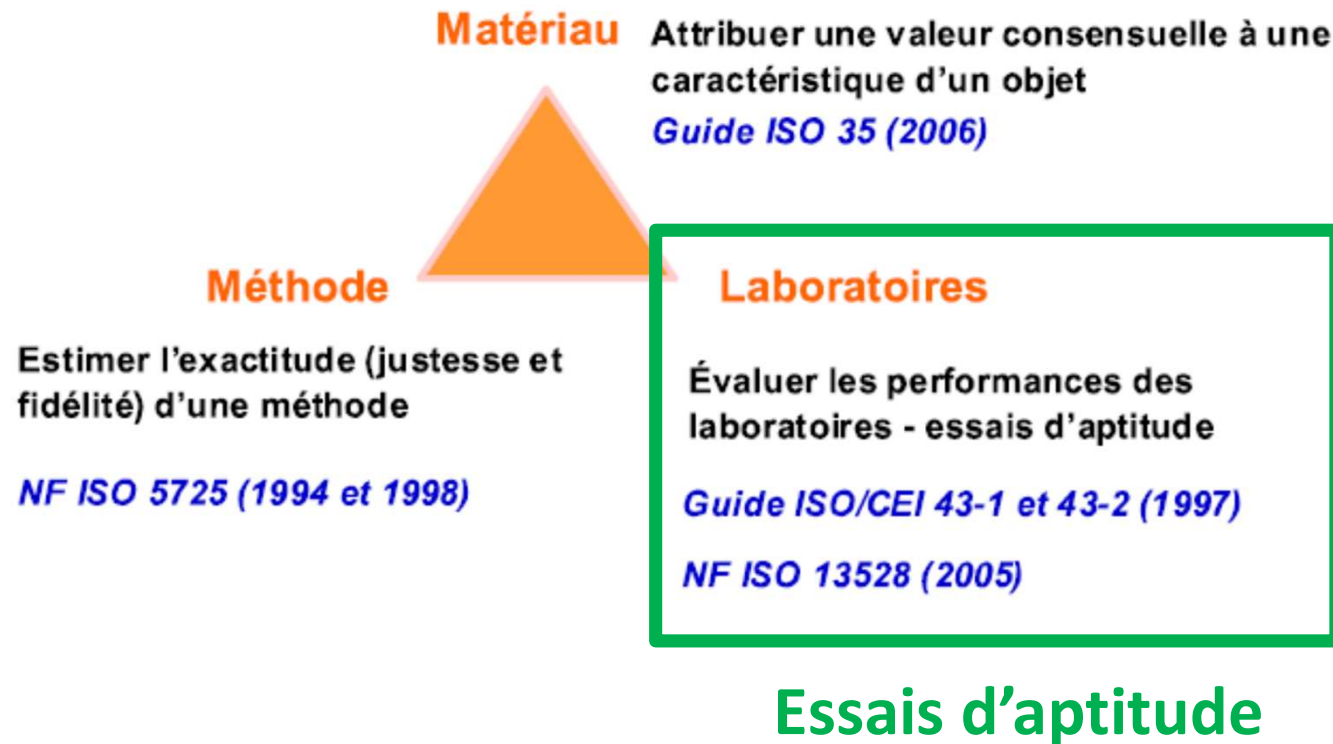 Matériau
Attribuer une valeur consensuelle à une
caractéristique d'un objet
Guide ISO 35 (2006)
Méthode
Estimer l'exactitude (justesse et
fidélité) d'une méthode
NF ISO 5725 (1994 et 1998)
Laboratoires
Évaluer les performances des
laboratoires - essais d'aptitude
Guide ISO/CEI 43-1 et 43-2 (1997)
NF ISO 13528 (2005)
Essais d'aptitude